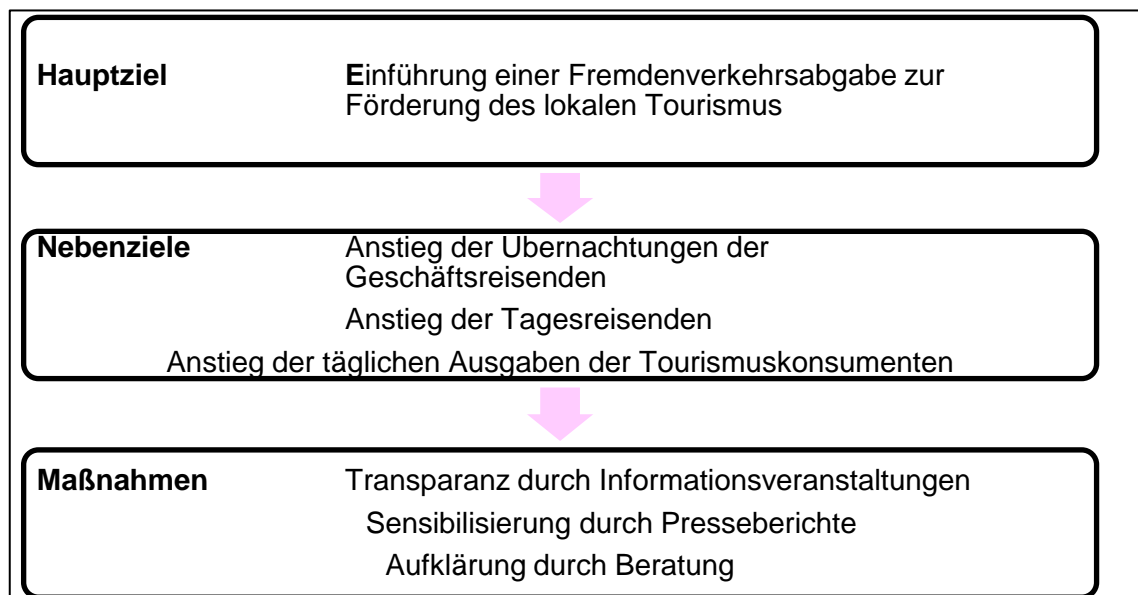 Hauptziel Einführung einer Fremdenverkehrsabgabe zur
Förderung des lokalen Tourismus
Nebenziele Anstieg der Übernachtungen der
Geschäftsreisenden
Anstieg der Tagesreisenden
Anstieg der täglichen Ausgaben der Tourismuskonsumenten
Maßnahmen Transparanz durch Informationsveranstaltungen
Sensibilisierung durch Presseberichte
Aufklärung durch Beratung